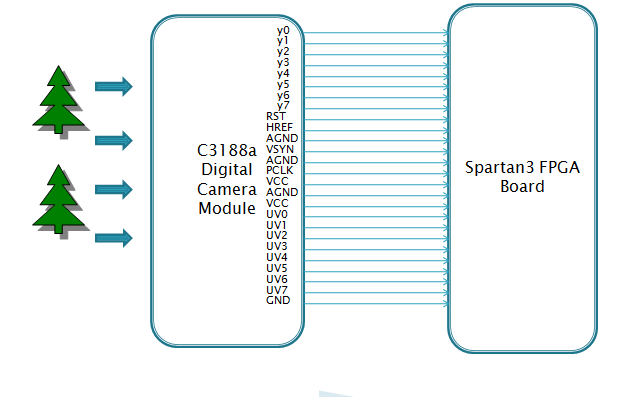 y0
y1
y2
y3
y4
y5
y6
y7
RST
HREF
AGND
VSYN
AGND
PCLK
VCC
AGND
VCC
UV0
UV1
UV2
UV3
UV4
UV5
UV6
UV7
GND
C3188a
Digital
Camera
Module
Spartan3 FPGA
Board